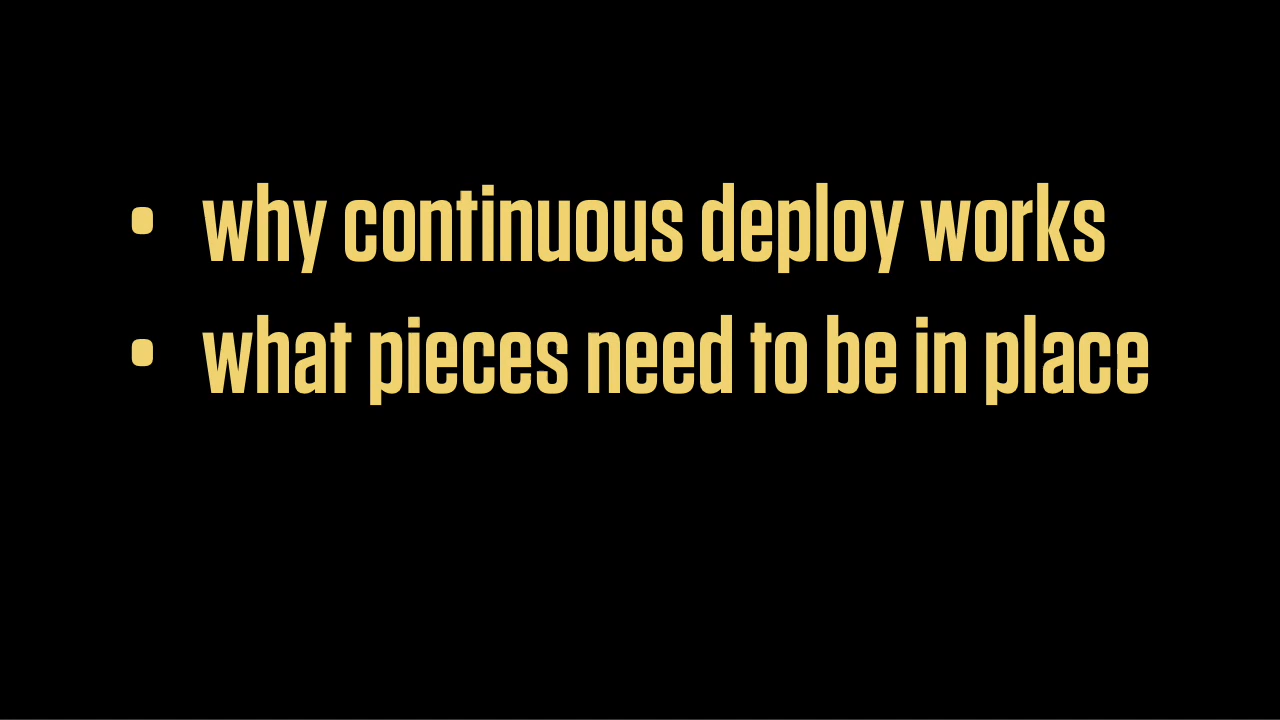 • why continuous deploy works
• what pieces need to be in place